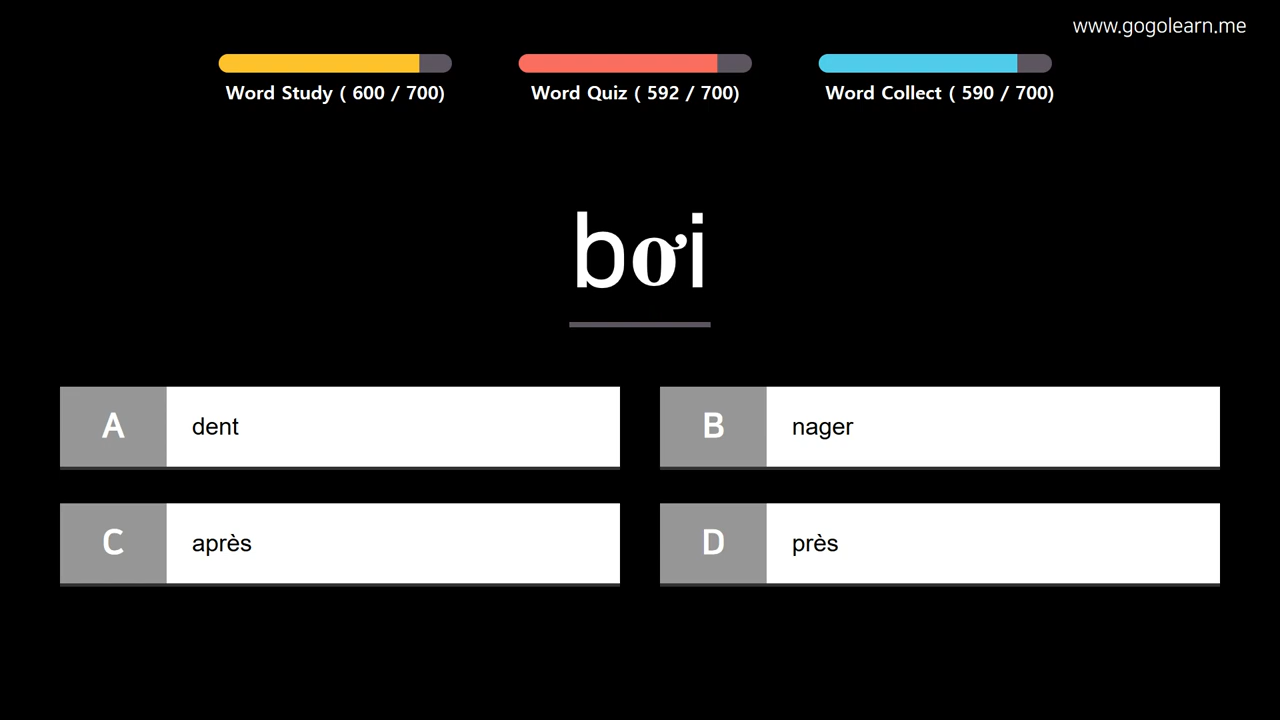 www.gogolearn.me
Word Study ( 600 / 700)
Word Quiz ( 592 / 700)
Word Collect ( 590 / 700)
bơi
A dent
B nager
C après
D près